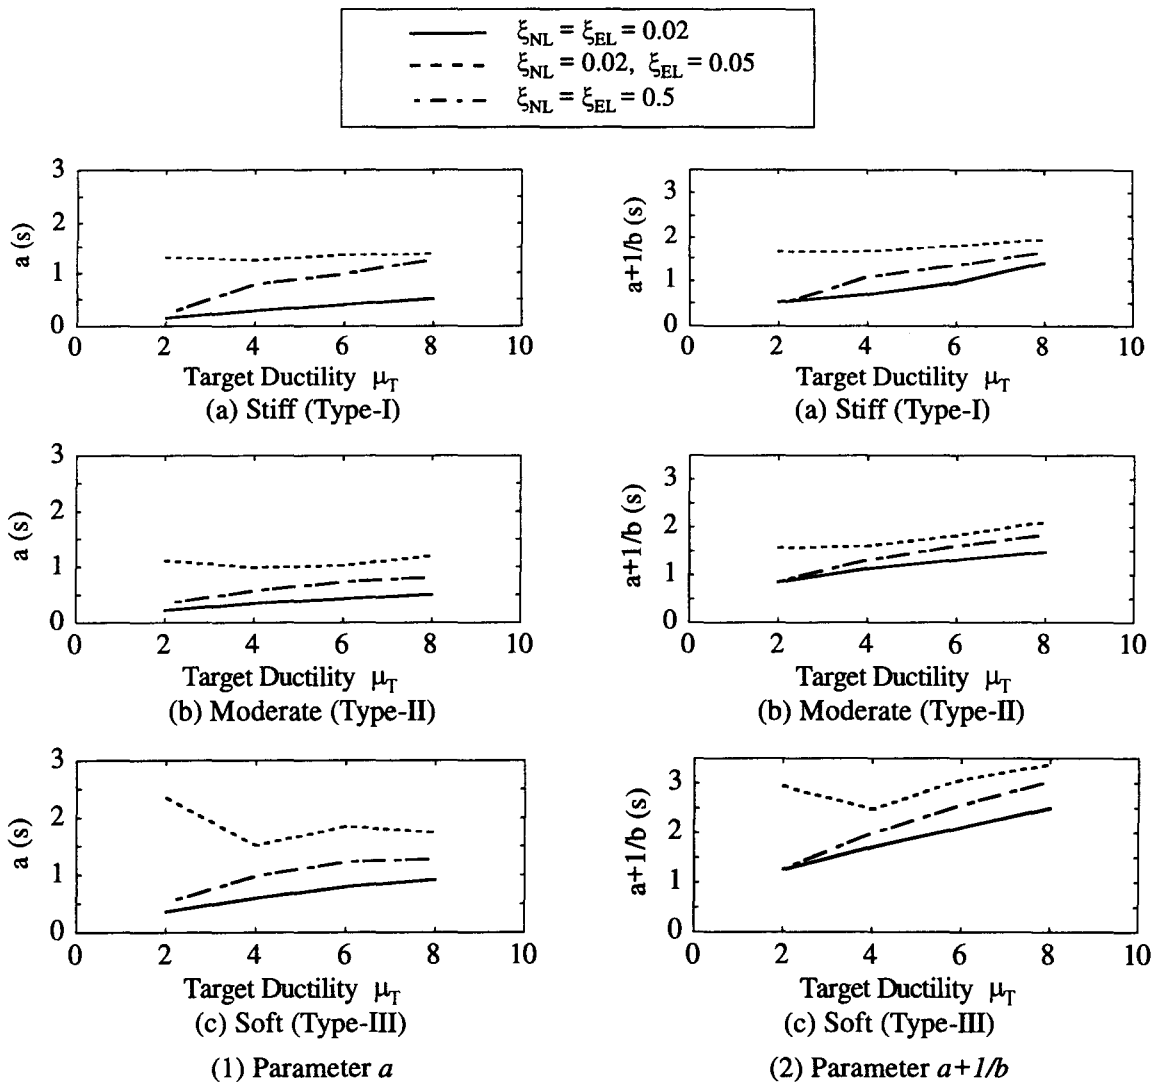 ξNL = ξEL = 0.02
ξNL = 0.02, ξEL = 0.05
ξNL = ξEL = 0.5
3
2
1
0
a (s)
0 2 4 6 8 10
Target Ductility μT
(a) Stiff (Type-I)
3
2
1
0
a+1/b (s)
0 2 4 6 8 10
Target Ductility μT
(a) Stiff (Type-I)
3
2
1
0
a (s)
0 2 4 6 8 10
Target Ductility μT
(b) Moderate (Type-II)
3
2
1
0
a+1/b (s)
0 2 4 6 8 10
Target Ductility μT
(b) Moderate (Type-II)
3
2
1
0
a (s)
0 2 4 6 8 10
Target Ductility μT
(c) Soft (Type-III)
3
2
1
0
a+1/b (s)
0 2 4 6 8 10
Target Ductility μT
(c) Soft (Type-III)
(1) Parameter a
(2) Parameter a+1/b